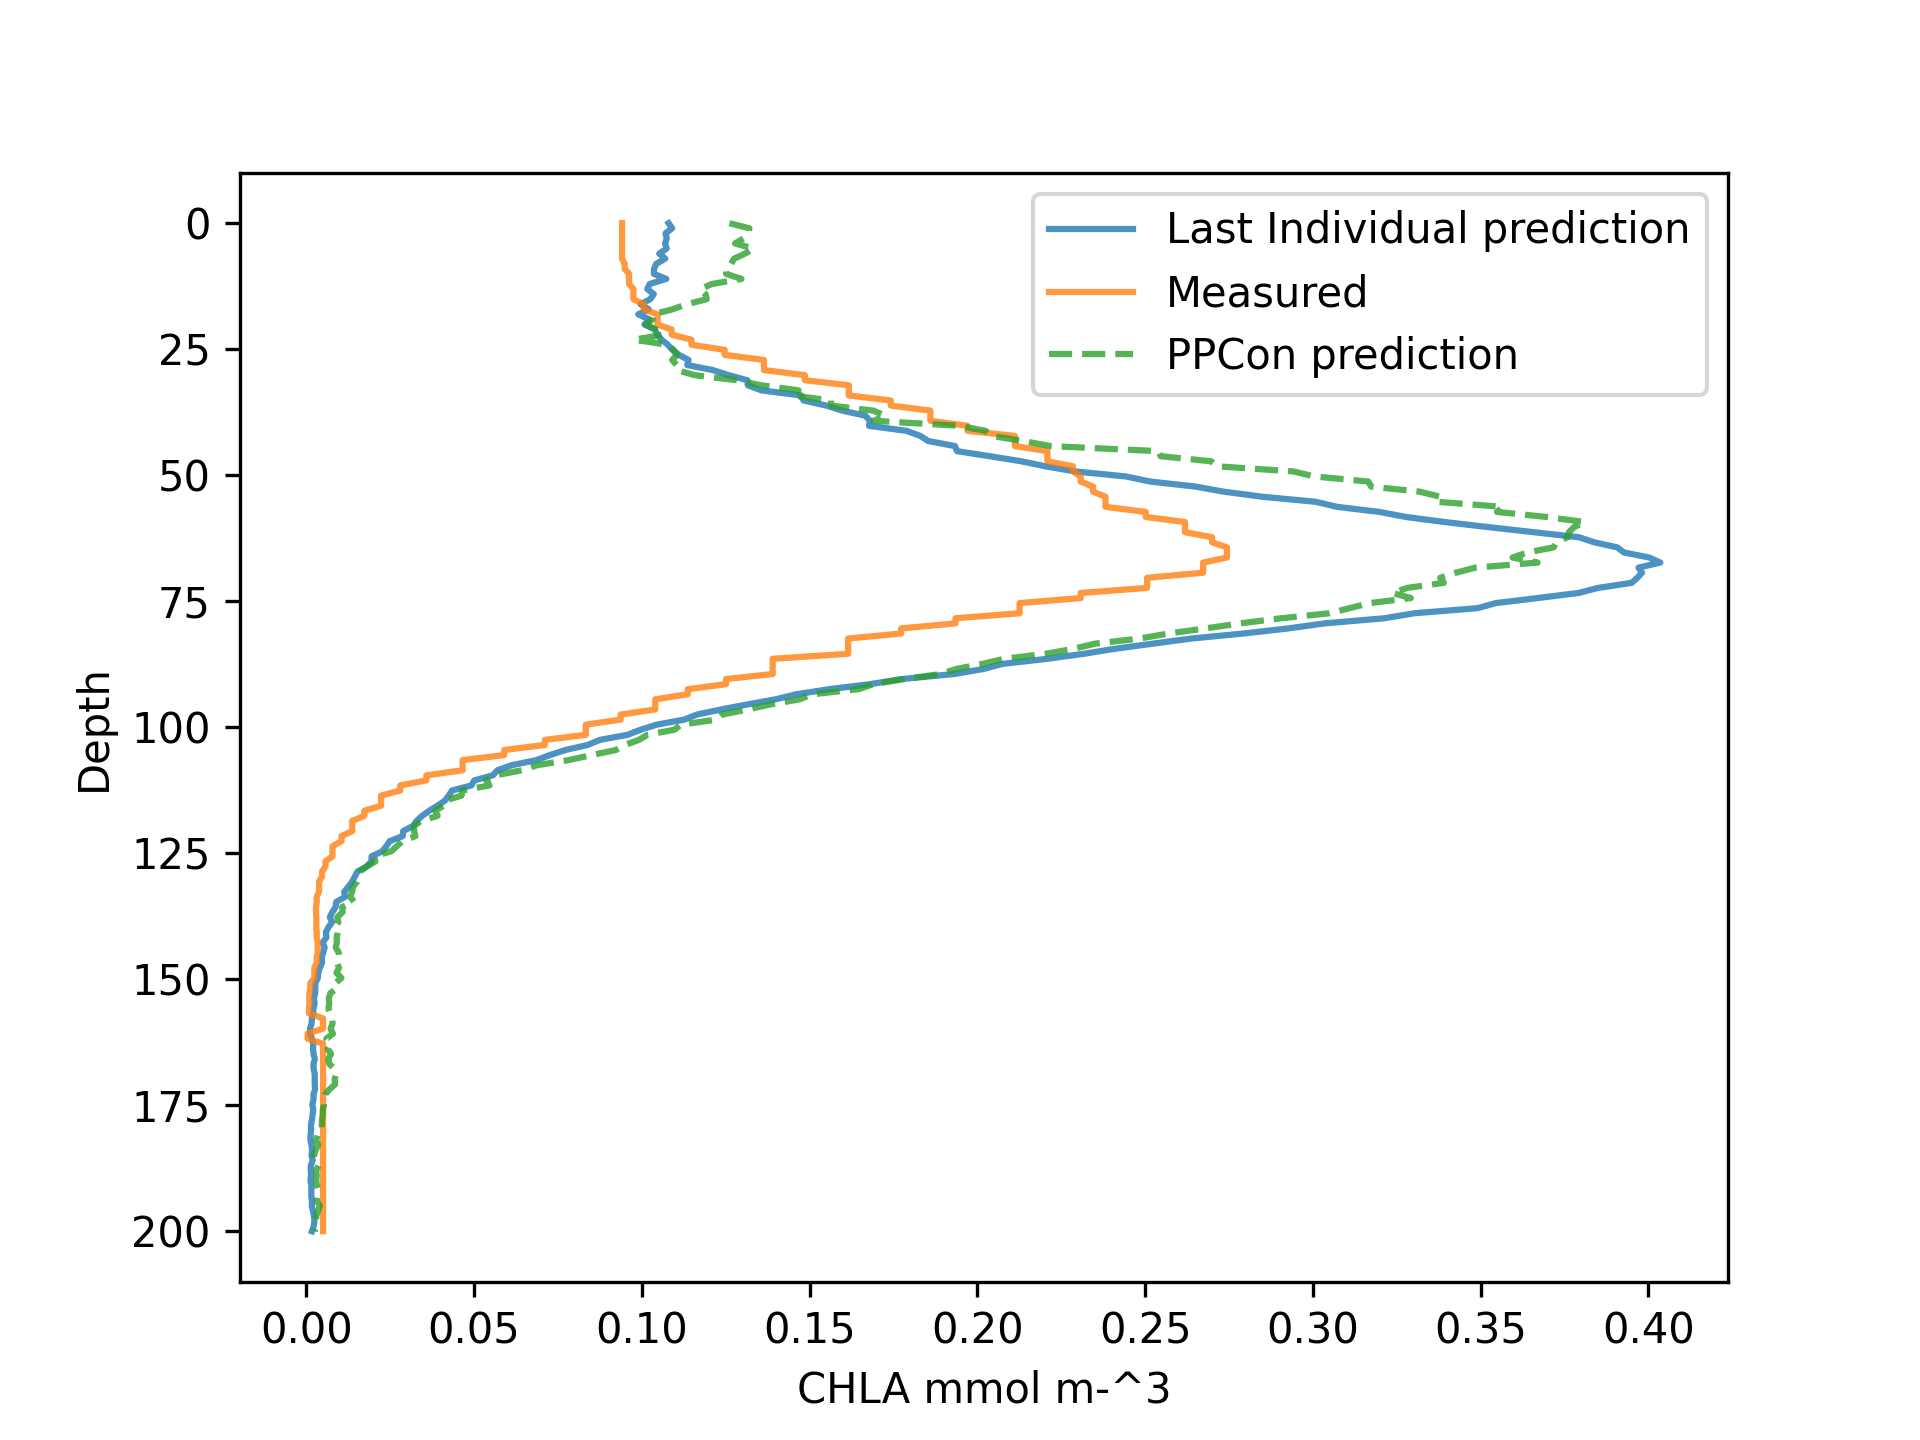 Last Individual prediction
Measured
PPCon prediction
0
25
50
75
100
125
150
175
200
Depth
0.00 0.05 0.10 0.15 0.20 0.25 0.30 0.35 0.40
CHLA mmol m-^3